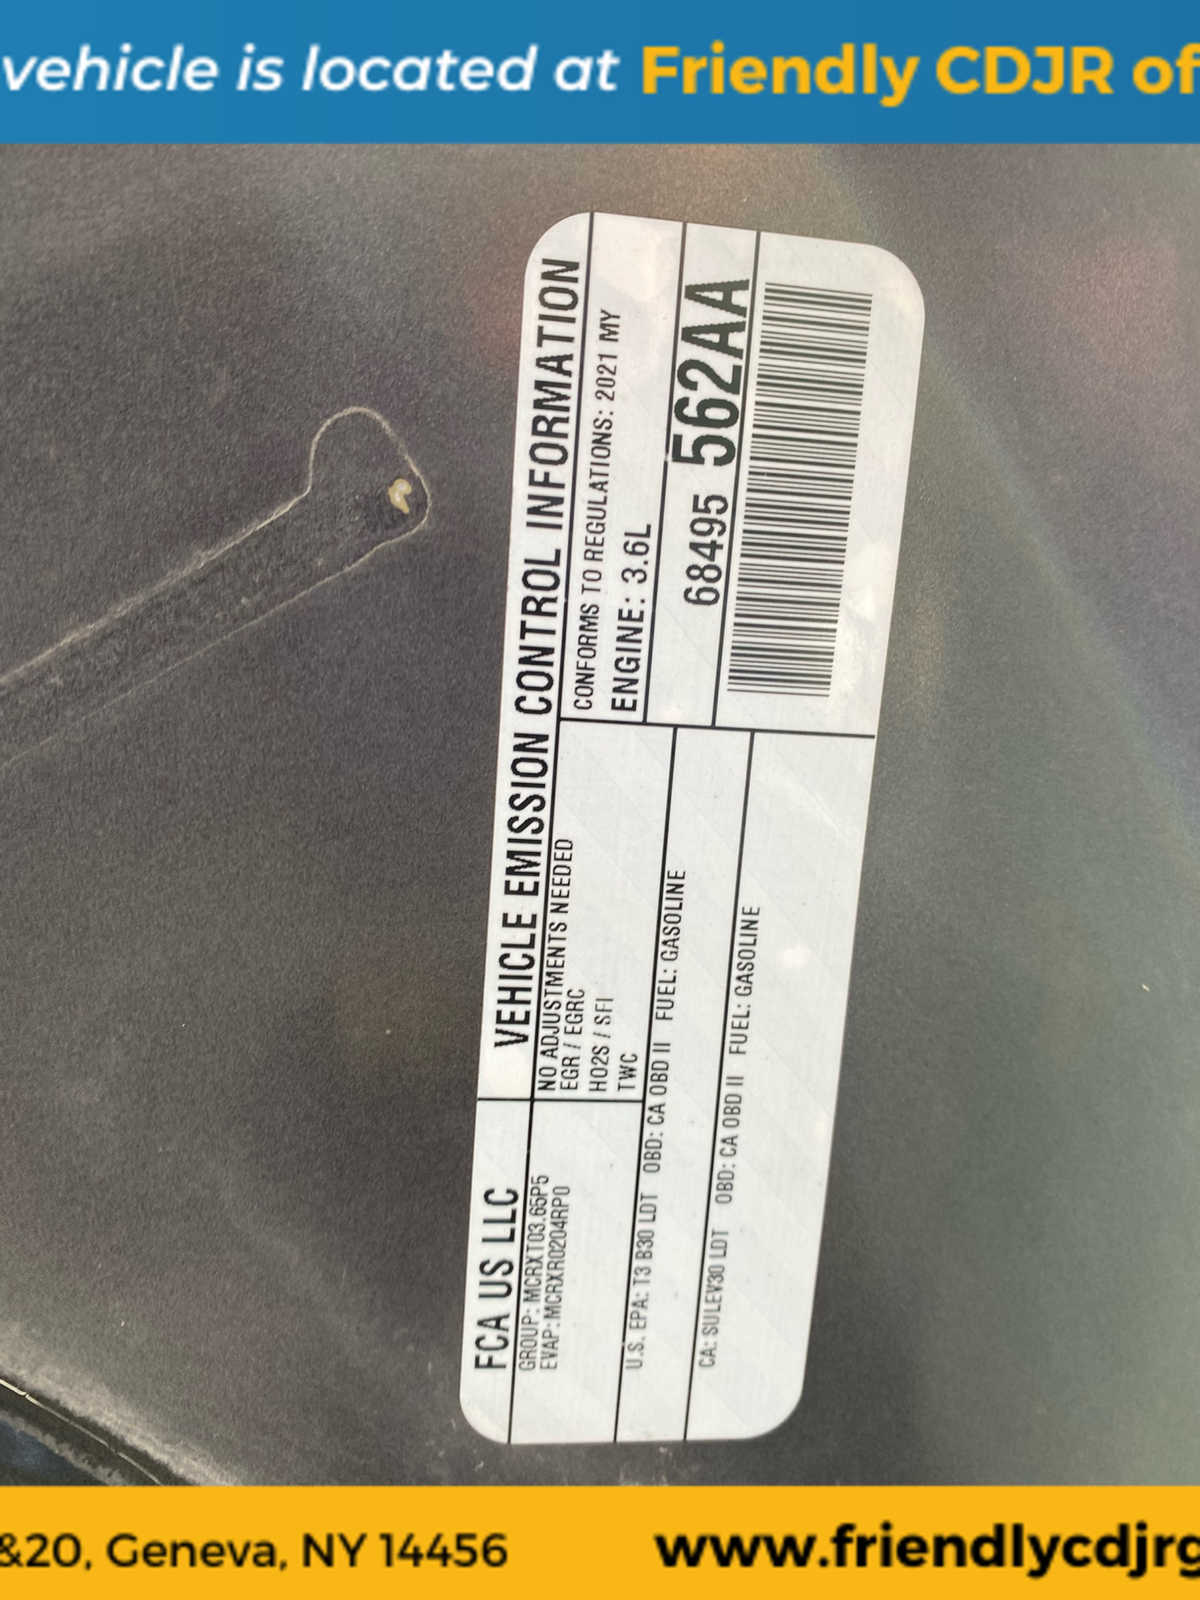 vehicle is located at Friendly CDJR of
FCA US LLC
VEHICLE EMISSION CONTROL INFORMATION
GROUP: MCRXT03.65P5
EVAP: MCRXR0204RP0
NO ADJUSTMENTS NEEDED
EGR / EGRC
HO2S / SFI
TWC
CONFORMS TO REGULATIONS: 2021 MY
ENGINE: 3.6L
U.S. EPA: T3 B30 LDT OBD: CA OBD II FUEL: GASOLINE
CA: SULEV30 LDT OBD: CA OBD II FUEL: GASOLINE
68495 562AA
&20, Geneva, NY 14456
www.friendlycdjrg